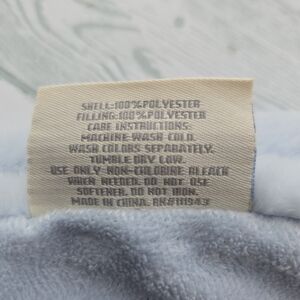 SHELL:100%POLYESTER
FILLING:100%POLYESTER
CARE INSTRUCTIONS:
MACHINE WASH COLD.
WASH COLORS SEPARATELY.
TUMBLE DRY LOW.
USE ONLY NON-CHLORINE BLEACH
WHEN NEEDED. DO NOT USE
SOFTENER. DO NOT IRON.
MADE IN CHINA. RN#111943